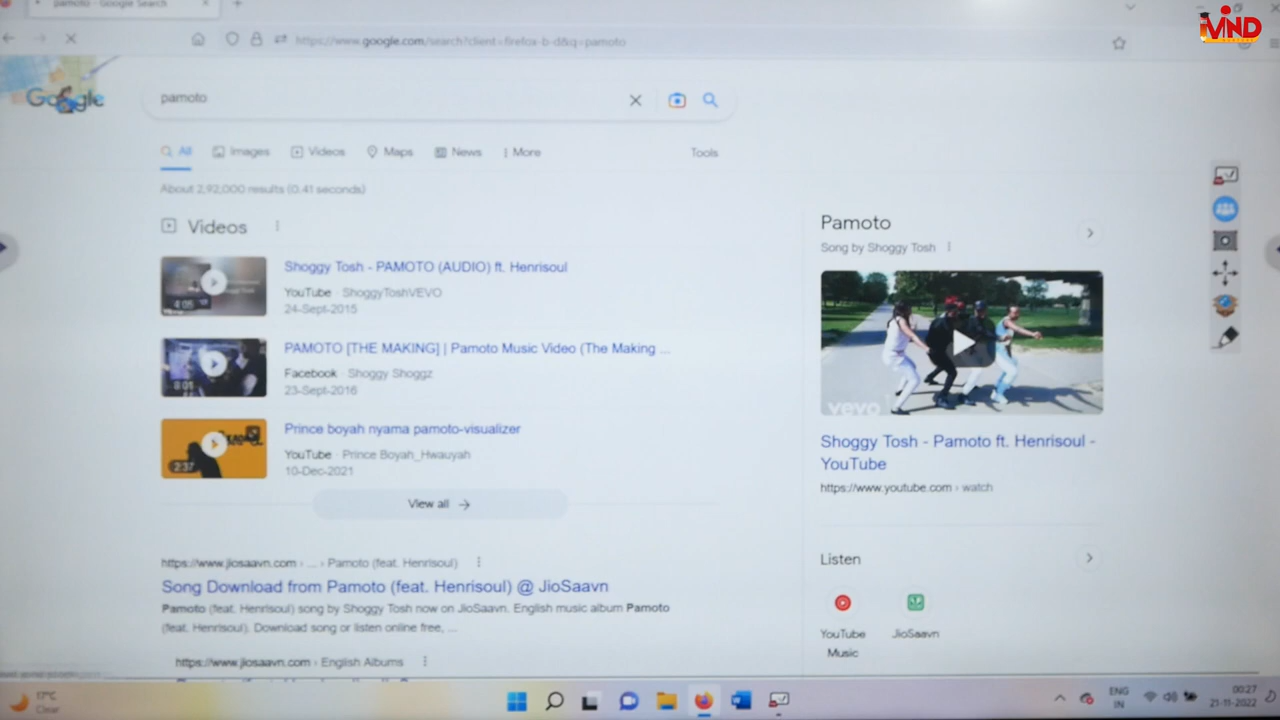 pamoto - Google Search
https://www.google.com/search?client=firefox-b-d&q=pamoto
ViND
Google
pamoto
All Images Videos Maps News More Tools
About 2,92,000 results (0.41 seconds)
Videos
Shoggy Tosh - PAMOTO (AUDIO) ft. Henrisoul
YouTube · ShoggyToshVEVO
24-Sept-2015
4:05
PAMOTO [THE MAKING] | Pamoto Music Video (The Making ...
Facebook · Shoggy Shoggz
23-Sept-2016
8:01
Prince boyah nyama pamoto-visualizer
YouTube · Prince Boyah_Hwauyah
10-Dec-2021
2:37
View all →
https://www.jiosaavn.com › ... › Pamoto (feat. Henrisoul)
Song Download from Pamoto (feat. Henrisoul) @ JioSaavn
Pamoto (feat. Henrisoul) song by Shoggy Tosh now on JioSaavn. English music album Pamoto
(feat. Henrisoul). Download song or listen online free, ...
https://www.jiosaavn.com › English Albums
Pamoto
Song by Shoggy Tosh
vevo
Shoggy Tosh - Pamoto ft. Henrisoul -
YouTube
https://www.youtube.com › watch
Listen
YouTube
Music
JioSaavn
17°C
Clear
ENG
IN
00:27
21-11-2022